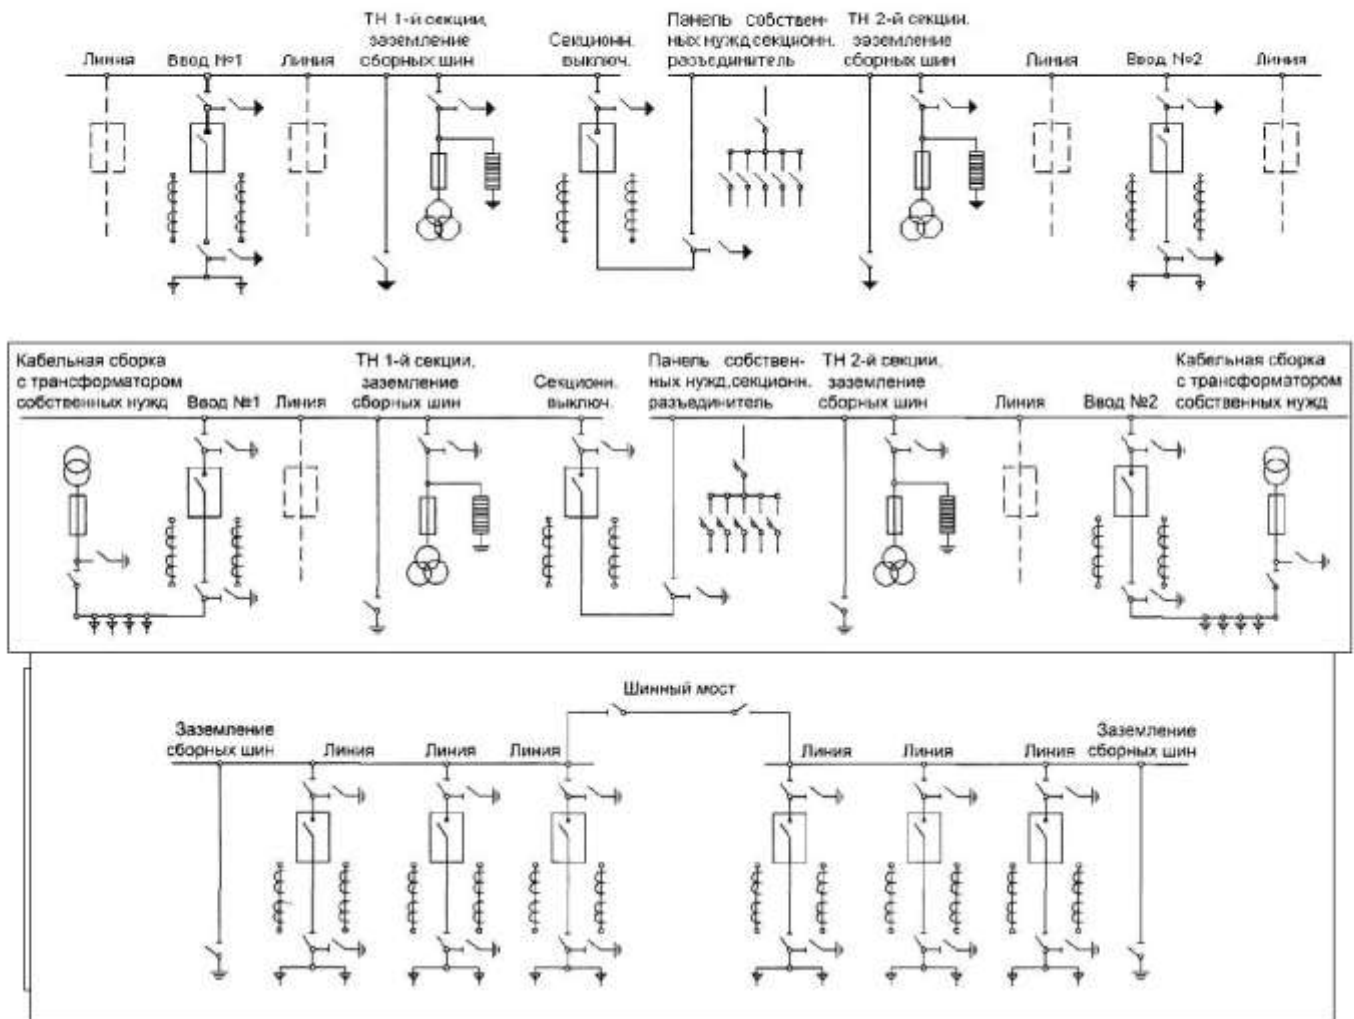 Линия
Ввод №1
Линия
ТН 1-й секции,
заземление
сборных шин
Секционн.
выключ.
Панель собствен-
ных нужд,секционн.
разъединитель
ТН 2-й секции,
заземление
сборных шин
Линия
Ввод №2
Линия
Кабельная сборка
с трансформатором
собственных нужд
Ввод №1
Линия
ТН 1-й секции,
заземление
сборных шин
Секционн.
выключ.
Панель собствен-
ных нужд,секционн.
разъединитель
ТН 2-й секции,
заземление
сборных шин
Линия
Ввод №2
Кабельная сборка
с трансформатором
собственных нужд
Шинный мост
Заземление
сборных шин
Линия
Линия
Линия
Линия
Линия
Линия
Заземление
сборных шин